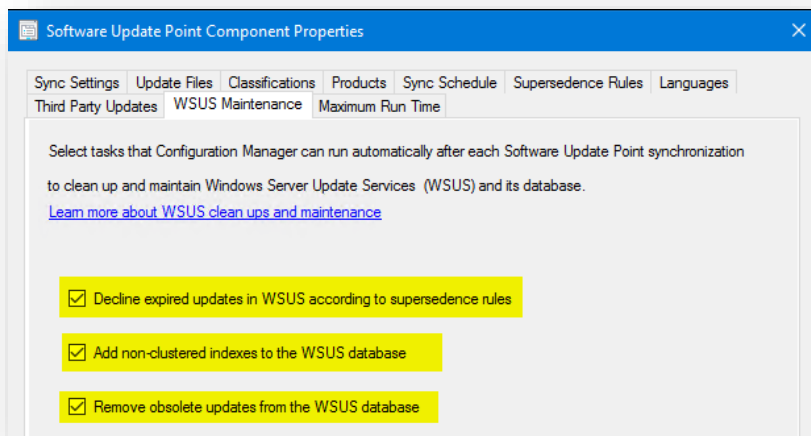 Software Update Point Component Properties
Sync Settings Update Files Classifications Products Sync Schedule Supersedence Rules Languages
Third Party Updates WSUS Maintenance Maximum Run Time
Select tasks that Configuration Manager can run automatically after each Software Update Point synchronization
to clean up and maintain Windows Server Update Services (WSUS) and its database.
Learn more about WSUS clean ups and maintenance
Decline expired updates in WSUS according to supersedence rules
Add non-clustered indexes to the WSUS database
Remove obsolete updates from the WSUS database